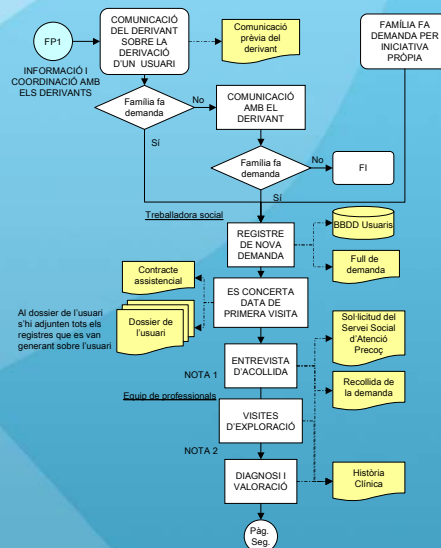 FP1
INFORMACIÓ I
COORDINACIÓ AMB
ELS DERIVANTS
COMUNICACIÓ
DEL DERIVANT
SOBRE LA
DERIVACIÓ
D'UN USUARI
Comunicació
prèvia del
derivant
FAMÍLIA FA
DEMANDA PER
INICIATIVA
PRÒPIA
Família fa
demanda
No
Sí
COMUNICACIÓ
AMB EL
DERIVANT
Família fa
demanda
No
Sí
FI
Treballadora social
REGISTRE
DE NOVA
DEMANDA
BBDD Usuaris
Full de
demanda
Contracte
assistencial
ES CONCERTA
DATA DE
PRIMERA VISITA
Al dossier de l'usuari
s'hi adjunten tots els
registres que es van
generant sobre l'usuari
Dossier de
l'usuari
Sol·licitud del
Servei Social
d'Atenció
Precoç
ENTREVISTA
D'ACOLLIDA
NOTA 1
Recollida de
la demanda
Equip de professionals
VISITES
D'EXPLORACIÓ
NOTA 2
DIAGNOSI I
VALORACIÓ
Història
Clínica
Pàg.
Seg.